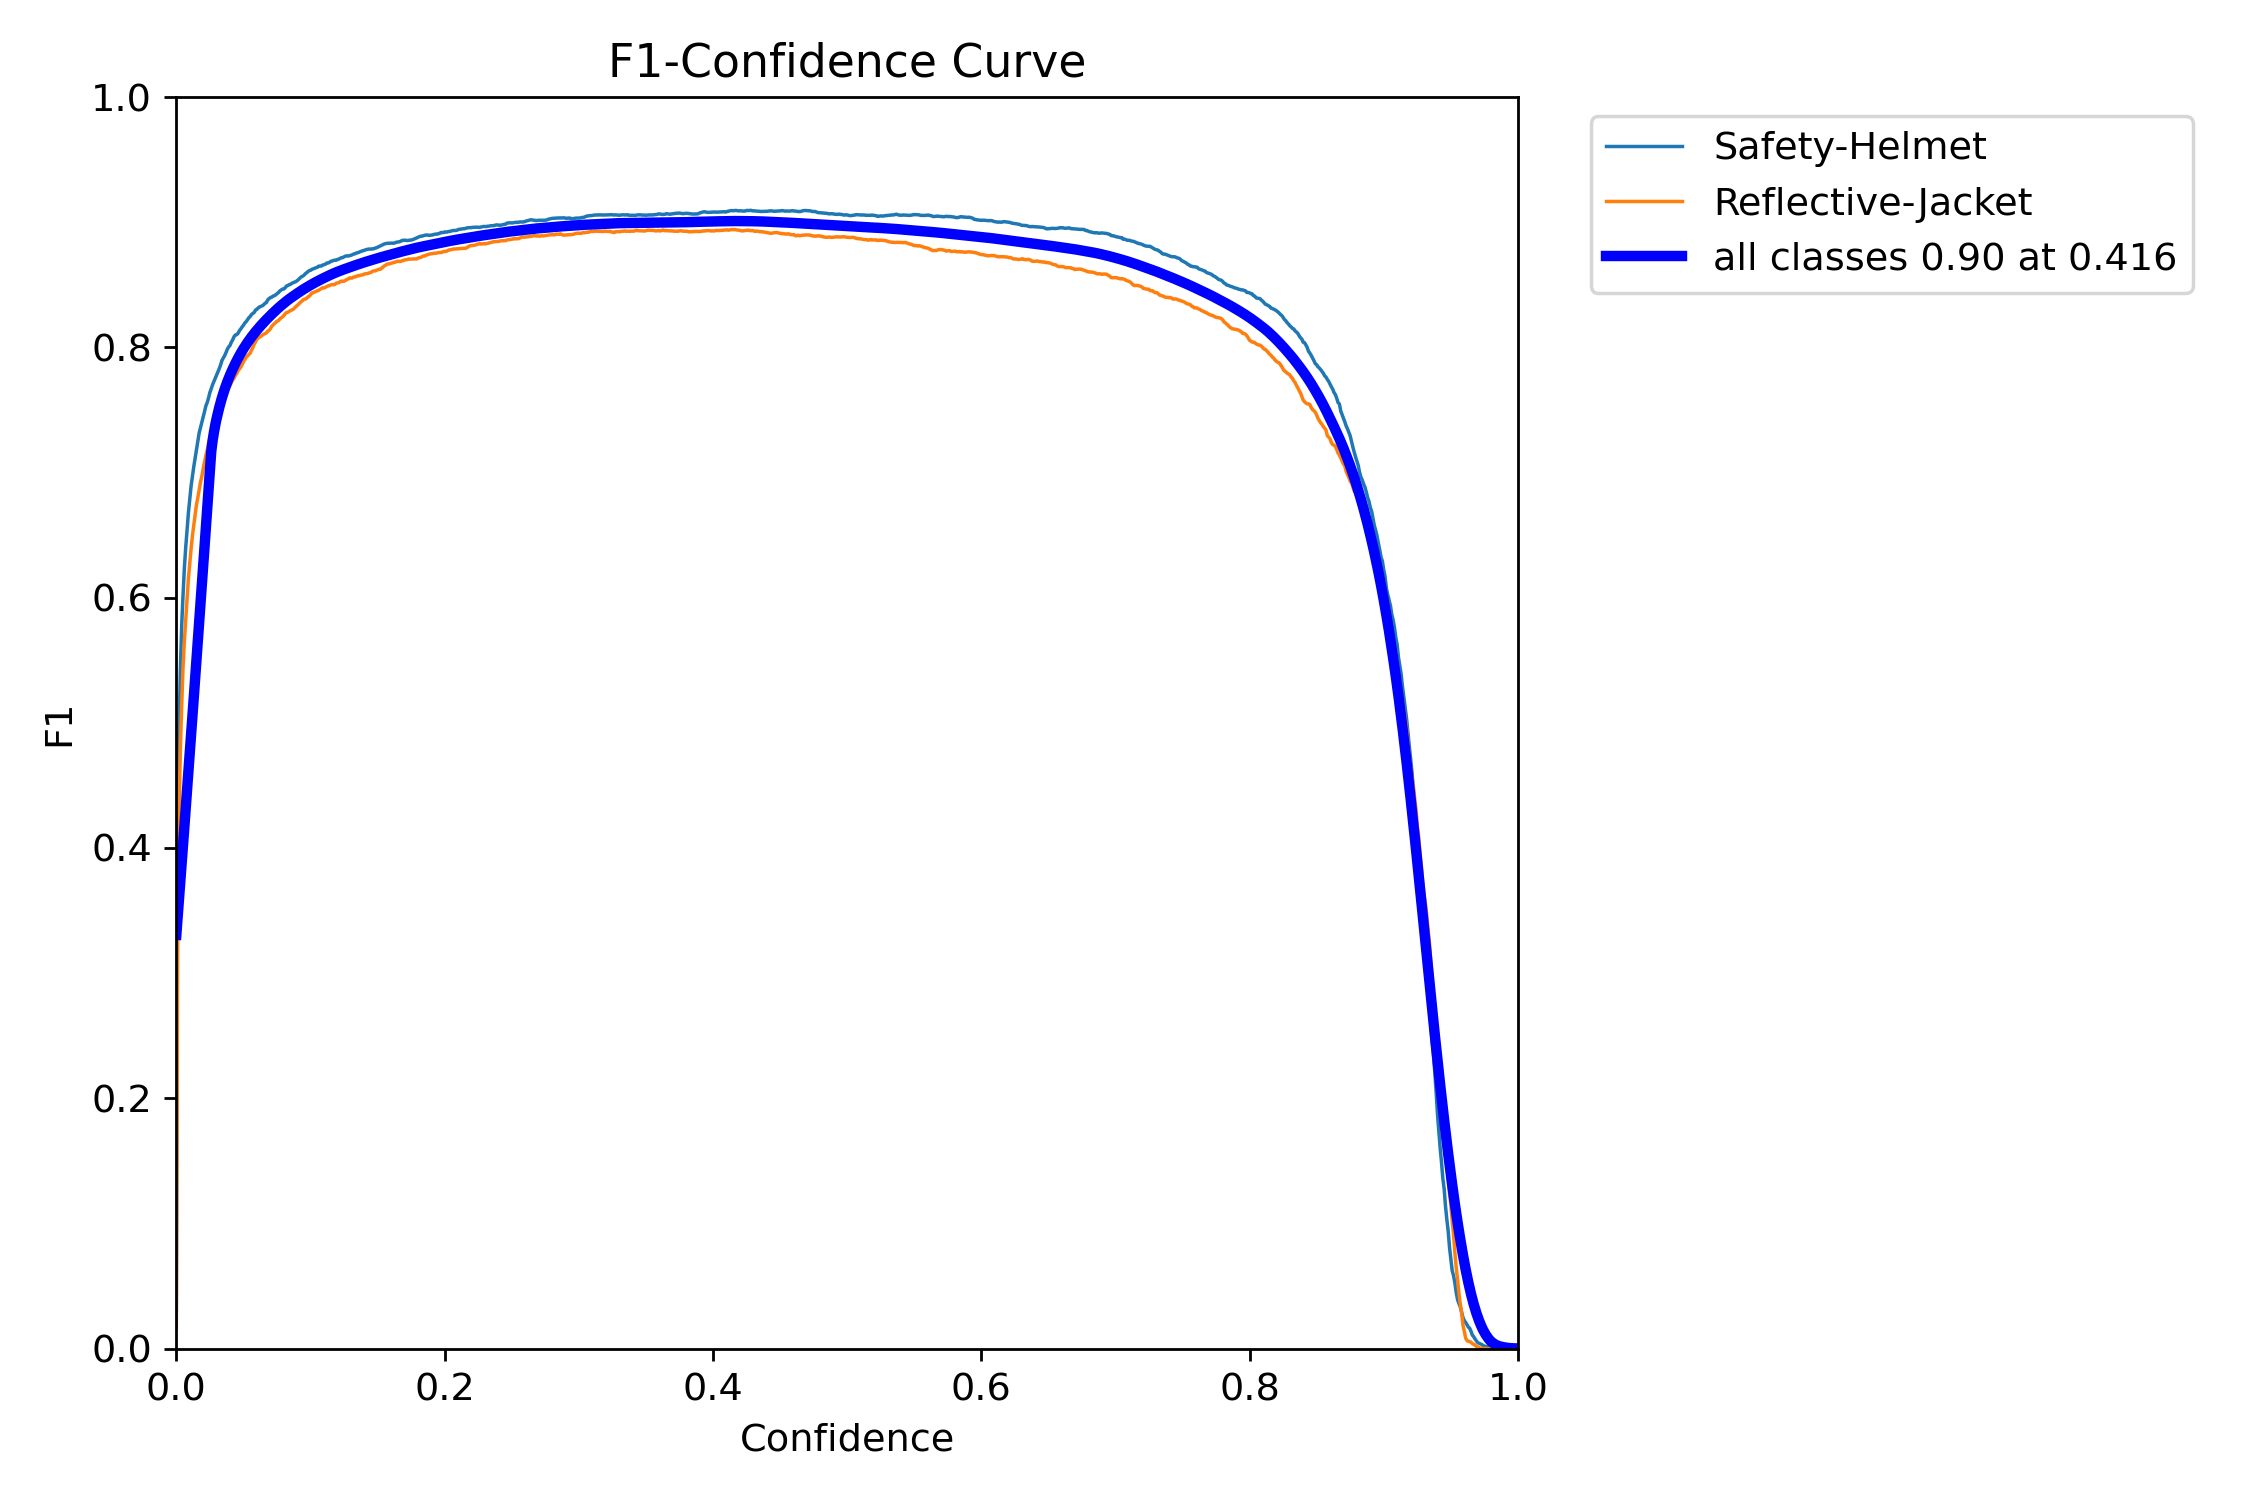 F1-Confidence Curve
1.0
0.8
0.6
0.4
0.2
0.0
F1
0.0 0.2 0.4 0.6 0.8 1.0
Confidence
Safety-Helmet
Reflective-Jacket
all classes 0.90 at 0.416